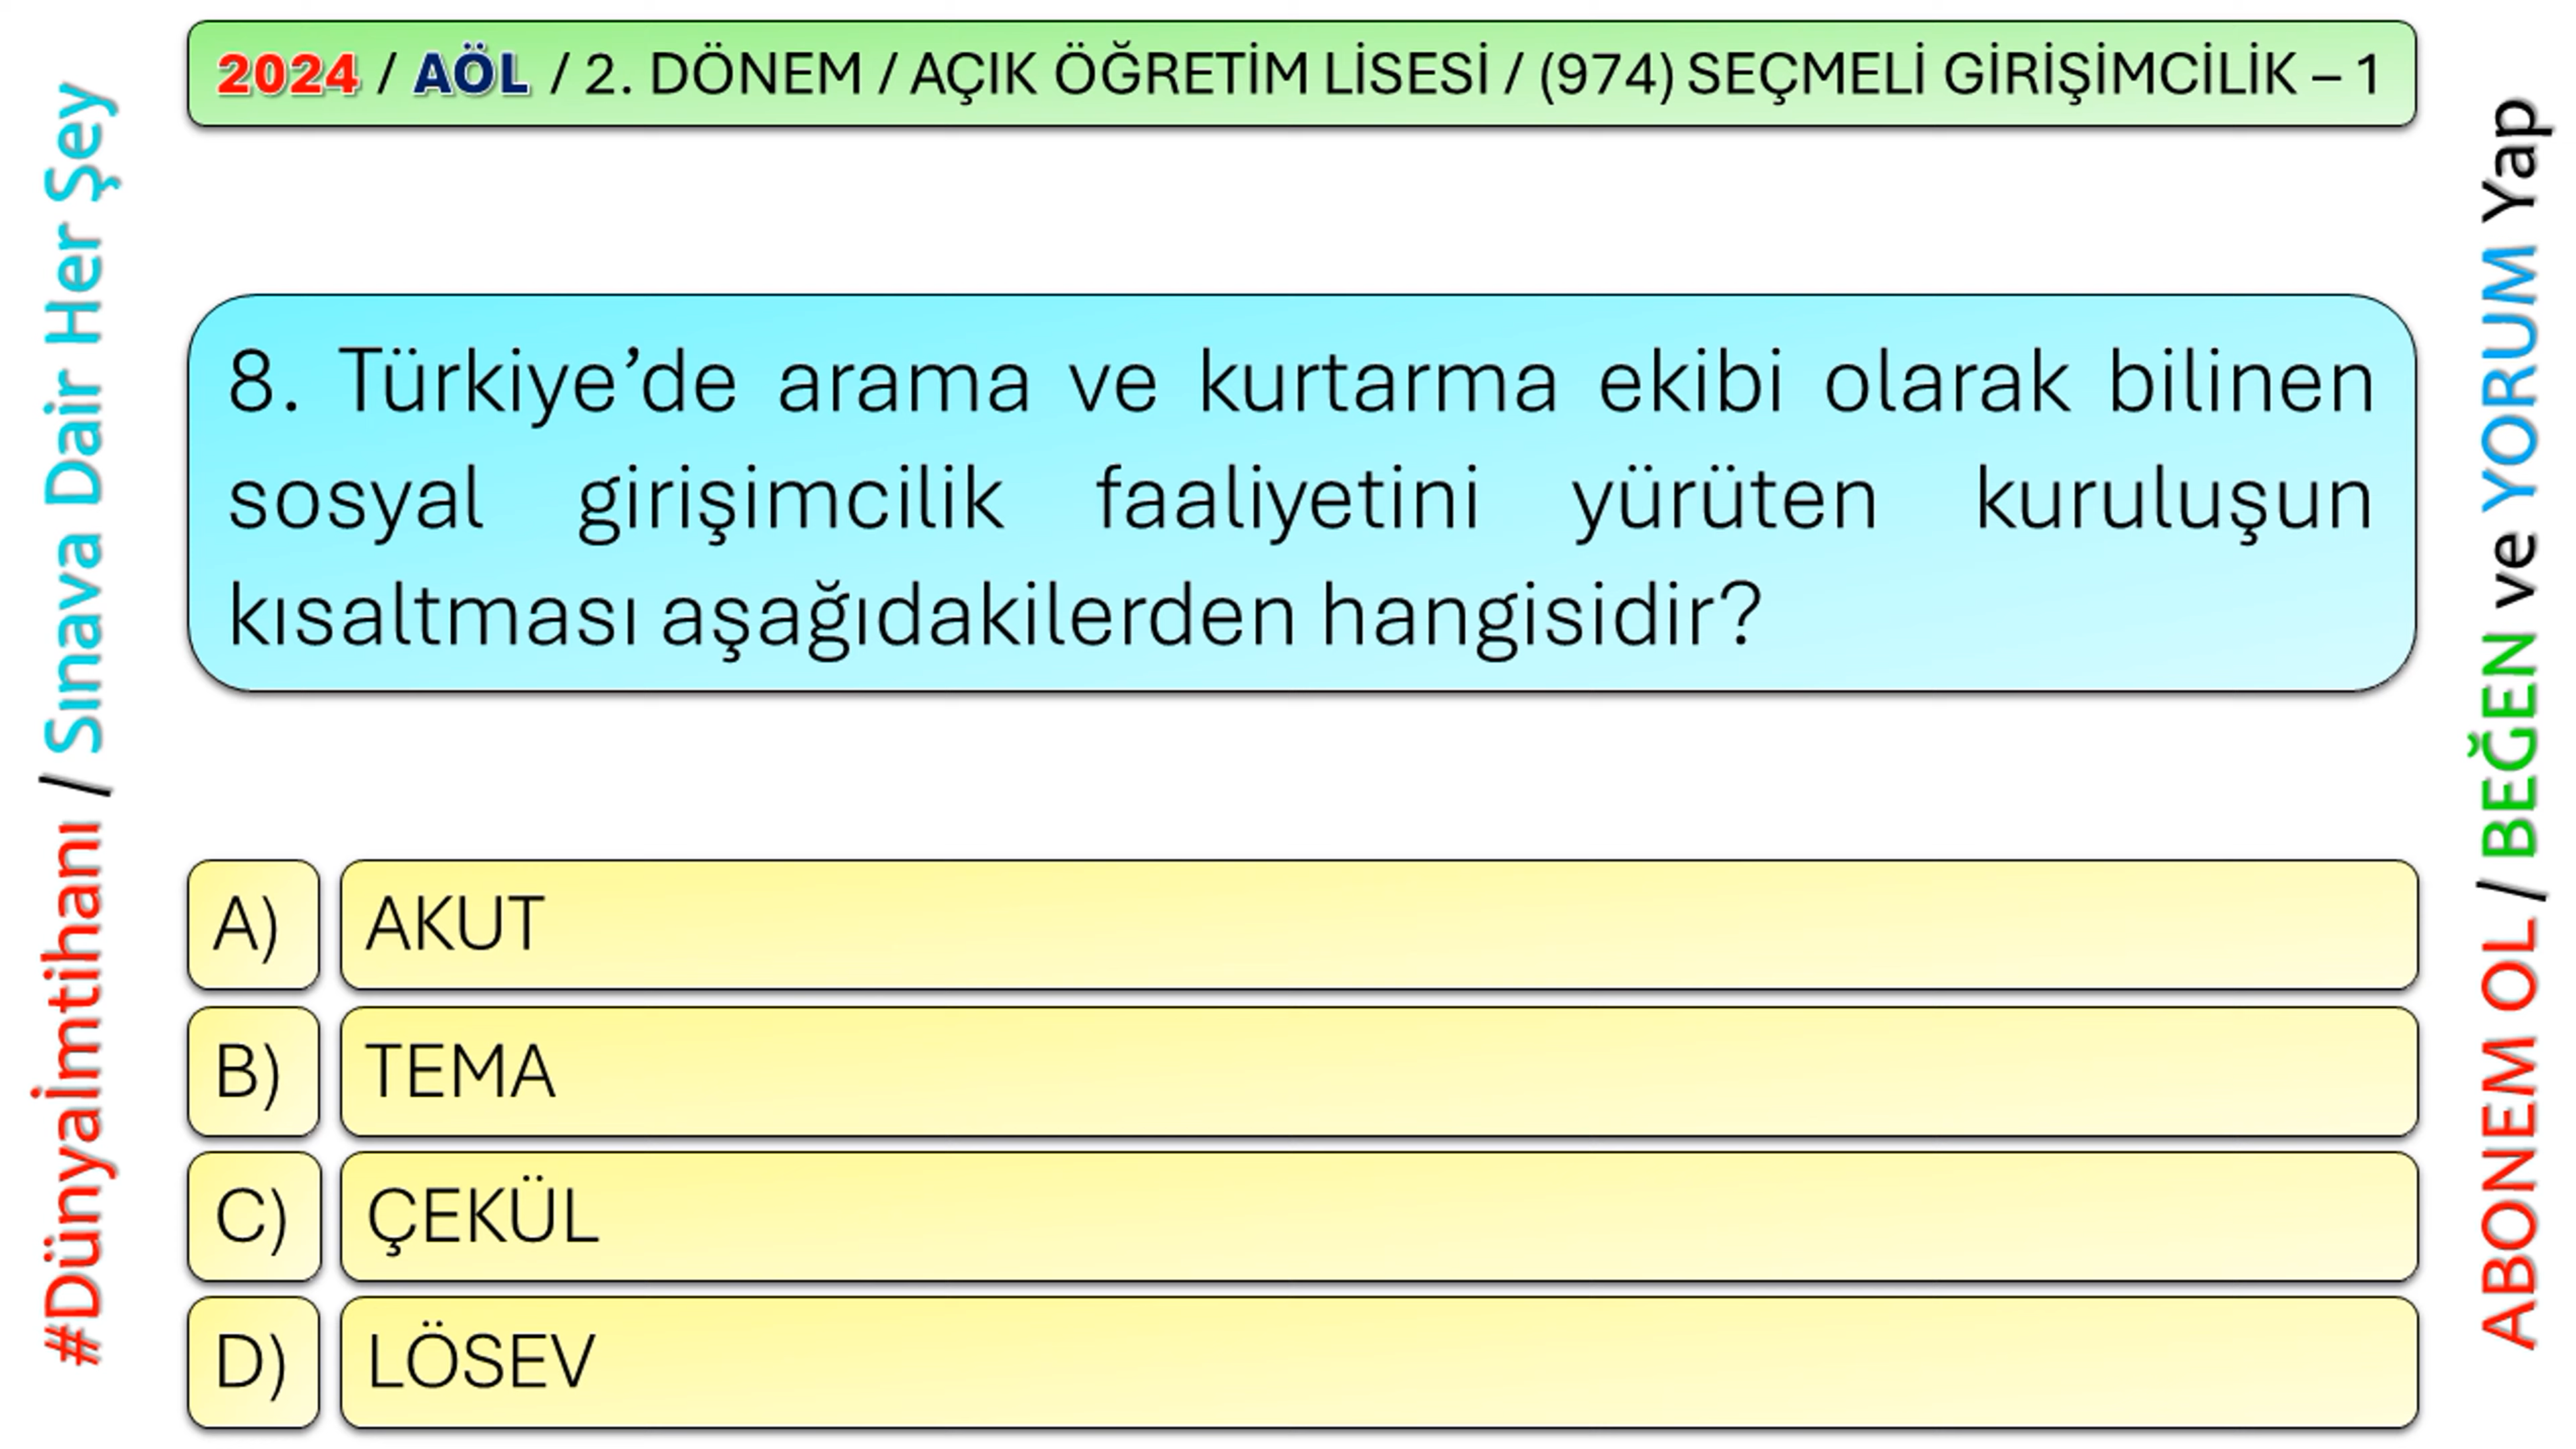 2024 / AÖL / 2. DÖNEM / AÇIK ÖĞRETİM LİSESİ / (974) SEÇMELİ GİRİŞİMCİLİK – 1
#Dünyaİmtihanı / Sınava Dair Her Şey
8. Türkiye’de arama ve kurtarma ekibi olarak bilinen
sosyal girişimcilik faaliyetini yürüten kuruluşun
kısaltması aşağıdakilerden hangisidir?
A) AKUT
B) TEMA
C) ÇEKÜL
D) LÖSEV
ABONEM OL / BEĞEN ve YORUM Yap